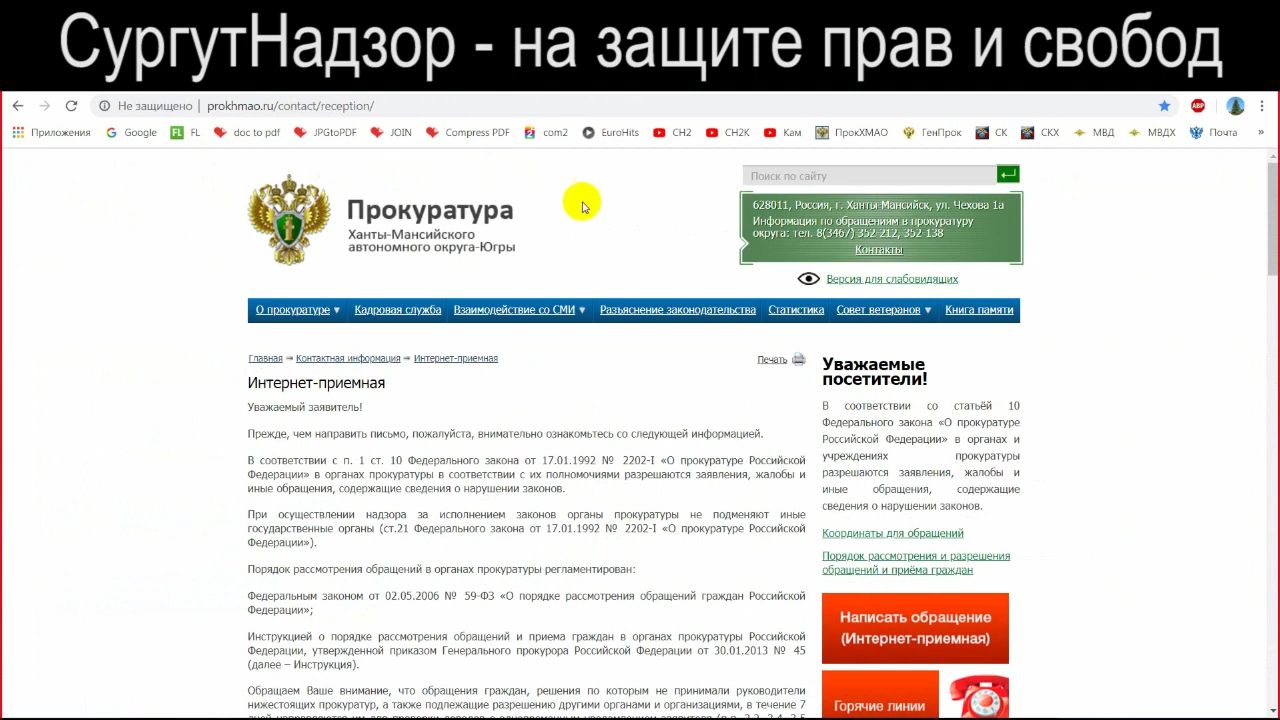 СургутНадзор - на защите прав и свобод
Не защищено | prokhmao.ru/contact/reception/
Приложения Google FL FL doc to pdf JPGtoPDF JOIN Compress PDF 2 com2 EuroHits CH2 CH2K Кам ПрокХМАО ГенПрок СК СКХ МВД МВДХ Почта »
ABP
Поиск по сайту
Прокуратура
Ханты-Мансийского
автономного округа-Югры
628011, Россия, г. Ханты-Мансийск, ул. Чехова 1а
Информация по обращениям в прокуратуру
округа: тел. 8(3467) 352-212, 352-138
Контакты
Версия для слабовидящих
О прокуратуре Кадровая служба Взаимодействие со СМИ Разъяснение законодательства Статистика Совет ветеранов Книга памяти
Главная ⇒ Контактная информация ⇒ Интернет-приемная
Печать
Интернет-приемная
Уважаемый заявитель!
Прежде, чем направить письмо, пожалуйста, внимательно ознакомьтесь со следующей информацией.
В соответствии с п. 1 ст. 10 Федерального закона от 17.01.1992 № 2202-I «О прокуратуре Российской
Федерации» в органах прокуратуры в соответствии с их полномочиями разрешаются заявления, жалобы и
иные обращения, содержащие сведения о нарушении законов.
При осуществлении надзора за исполнением законов органы прокуратуры не подменяют иные
государственные органы (ст.21 Федерального закона от 17.01.1992 № 2202-I «О прокуратуре Российской
Федерации»).
Порядок рассмотрения обращений в органах прокуратуры регламентирован:
Федеральным законом от 02.05.2006 № 59-ФЗ «О порядке рассмотрения обращений граждан Российской
Федерации»;
Инструкцией о порядке рассмотрения обращений и приема граждан в органах прокуратуры Российской
Федерации, утвержденной приказом Генерального прокурора Российской Федерации от 30.01.2013 № 45
(далее – Инструкция).
Обращаем Ваше внимание, что обращения граждан, решения по которым не принимали руководители
нижестоящих прокуратур, а также подлежащие разрешению другими органами и организациями, в течение 7
Уважаемые
посетители!
В соответствии со статьёй 10
Федерального закона «О прокуратуре
Российской Федерации» в органах и
учреждениях прокуратуры
разрешаются заявления, жалобы и
иные обращения, содержащие
сведения о нарушении законов.
Координаты для обращений
Порядок рассмотрения и разрешения
обращений и приёма граждан
Написать обращение
(Интернет-приемная)
Горячие линии